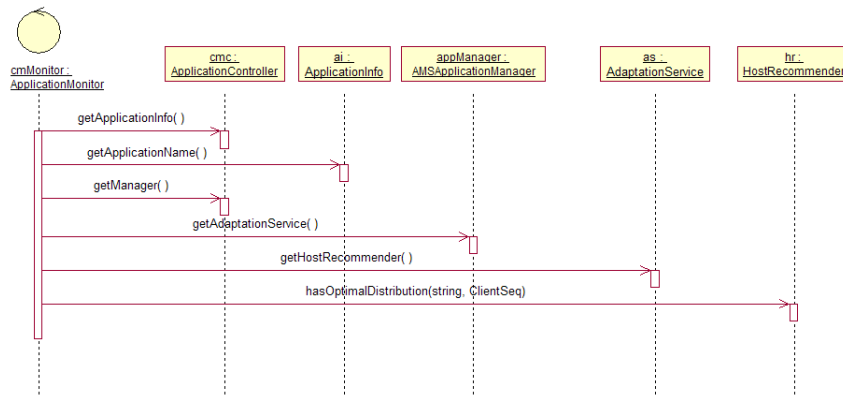 cmMonitor :
ApplicationMonitor
cmc :
ApplicationController
ai :
ApplicationInfo
appManager :
AMSApplicationManager
as :
AdaptationService
hr :
HostRecommender
getApplicationInfo( )
getApplicationName( )
getManager( )
getAdaptationService( )
getHostRecommender( )
hasOptimalDistribution(string, ClientSeq)